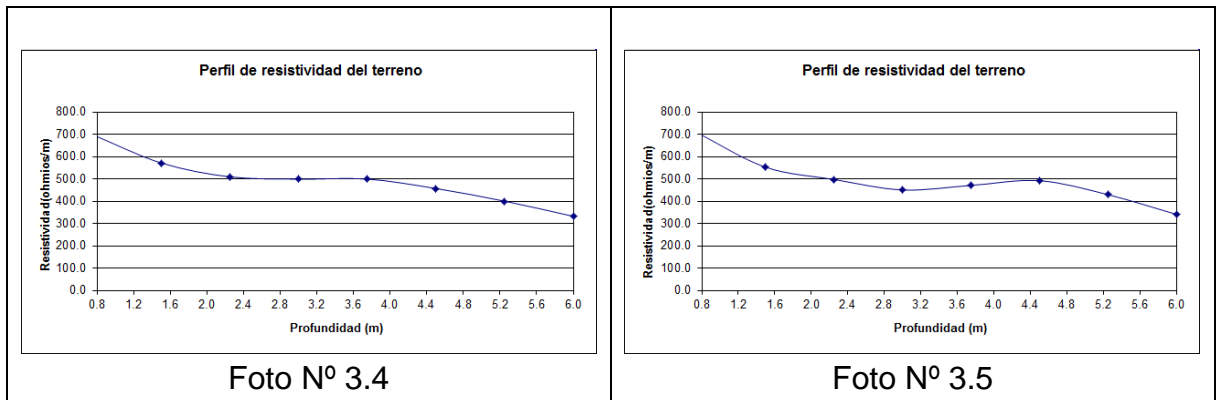 Perfil de resistividad del terreno
Resistividad(ohmios/m)
800.0
700.0
600.0
500.0
400.0
300.0
200.0
100.0
0.0
0.8 1.2 1.6 2.0 2.4 2.8 3.2 3.6 4.0 4.4 4.8 5.2 5.6 6.0
Profundidad (m)
Foto Nº 3.4
Perfil de resistividad del terreno
Resistividad(ohmios/m)
800.0
700.0
600.0
500.0
400.0
300.0
200.0
100.0
0.0
0.8 1.2 1.6 2.0 2.4 2.8 3.2 3.6 4.0 4.4 4.8 5.2 5.6 6.0
Profundidad (m)
Foto Nº 3.5